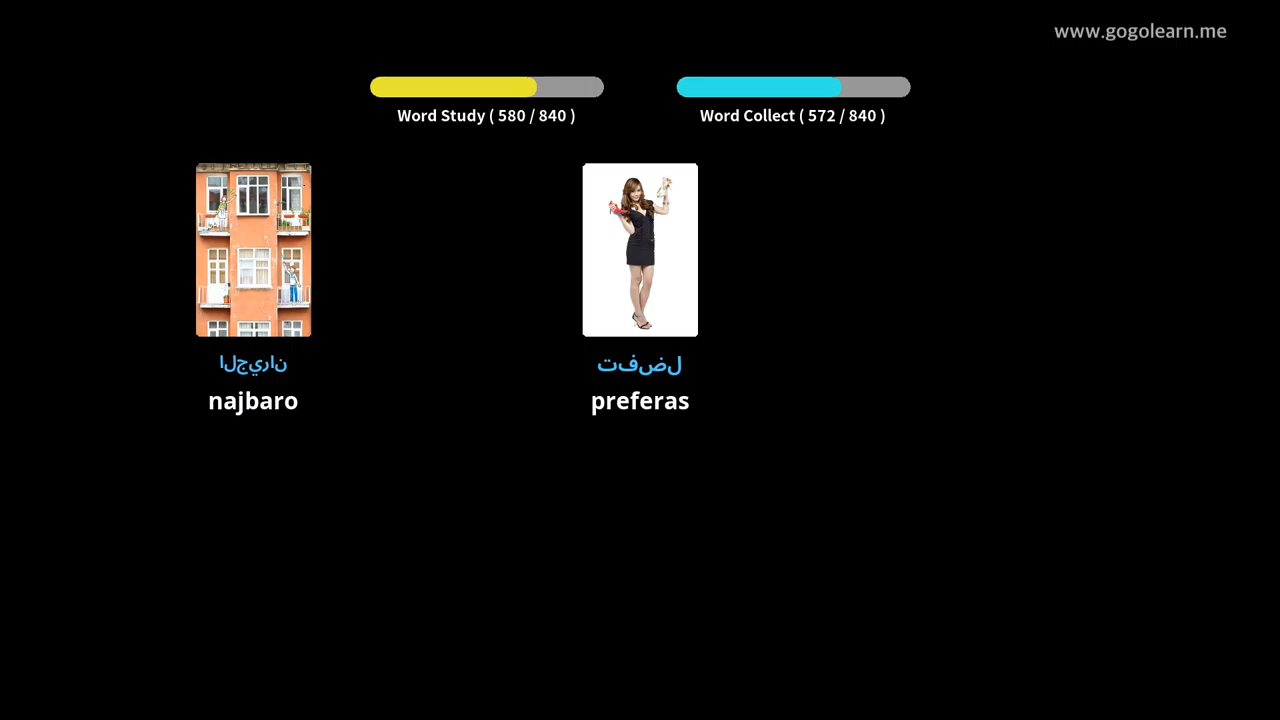 www.gogolearn.me
Word Study ( 580 / 840 )
Word Collect ( 572 / 840 )
الجيران
najbaro
تفضل
preferas